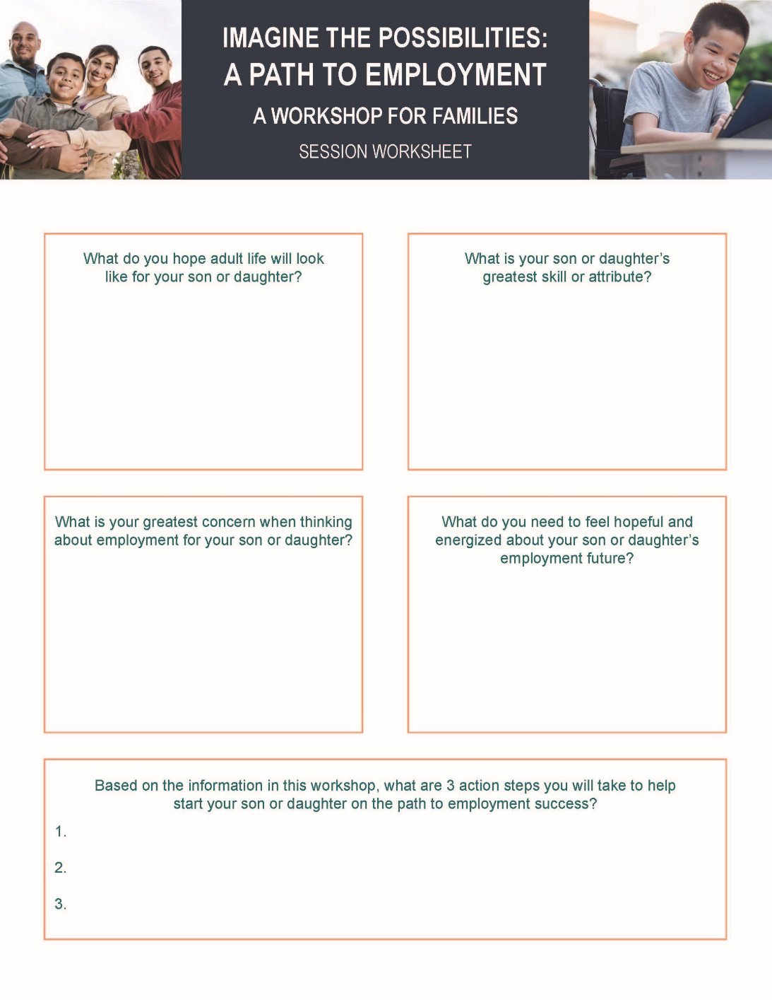 IMAGINE THE POSSIBILITIES:
A PATH TO EMPLOYMENT
A WORKSHOP FOR FAMILIES
SESSION WORKSHEET
What do you hope adult life will look
like for your son or daughter?
What is your son or daughter’s
greatest skill or attribute?
What is your greatest concern when thinking
about employment for your son or daughter?
What do you need to feel hopeful and
energized about your son or daughter’s
employment future?
Based on the information in this workshop, what are 3 action steps you will take to help
start your son or daughter on the path to employment success?
1.
2.
3.